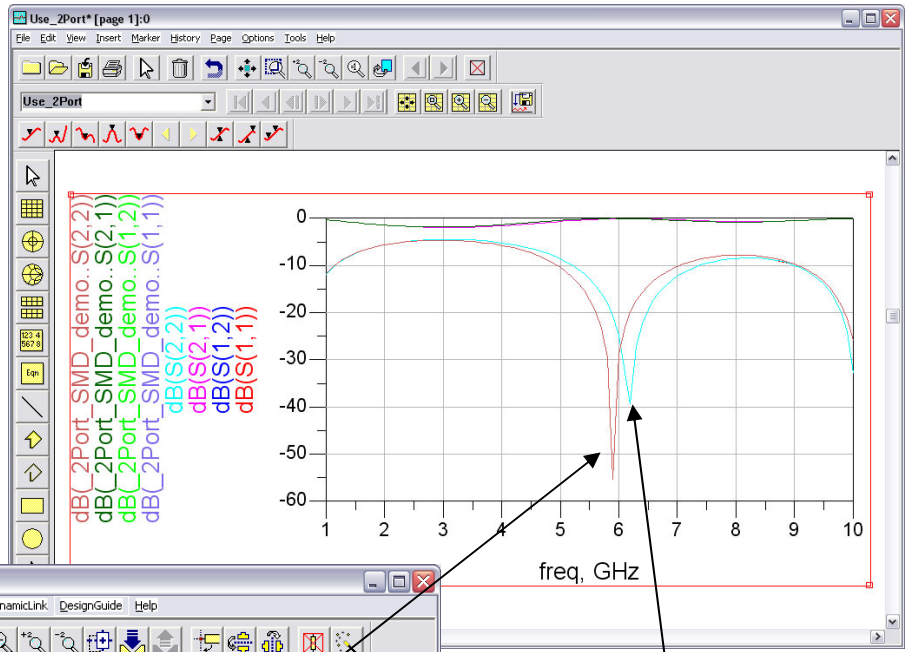 Use_2Port* [page 1]:0
File Edit View Insert Marker History Page Options Tools Help
Use_2Port
dB(_2Port_SMD_demo..S(2,2))
dB(_2Port_SMD_demo..S(2,1))
dB(_2Port_SMD_demo..S(1,2))
dB(_2Port_SMD_demo..S(1,1))
dB(S(2,2))
dB(S(2,1))
dB(S(1,2))
dB(S(1,1))
0
-10
-20
-30
-40
-50
-60
1 2 3 4 5 6 7 8 9 10
freq, GHz
123 4
567 8
Eqn
namicLink DesignGuide Help